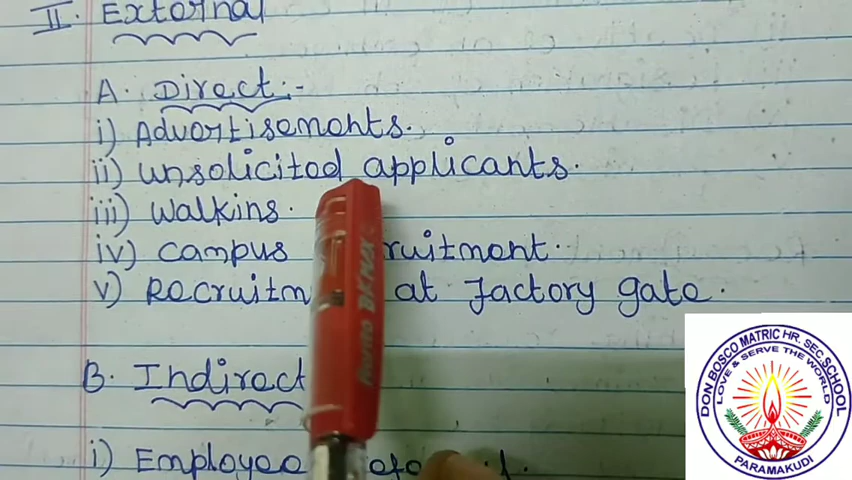 II. External
A. Direct:-
i) Advertisements.
ii) Unsolicited applicants.
iii) Walkins.
iv) Campus ruitment.
v) Recruitm at factory gate.
B. Indirect
i) Employee
DON BOSCO MATRIC HR. SEC. SCHOOL
LOVE & SERVE THE WORLD
PARAMAKUDI